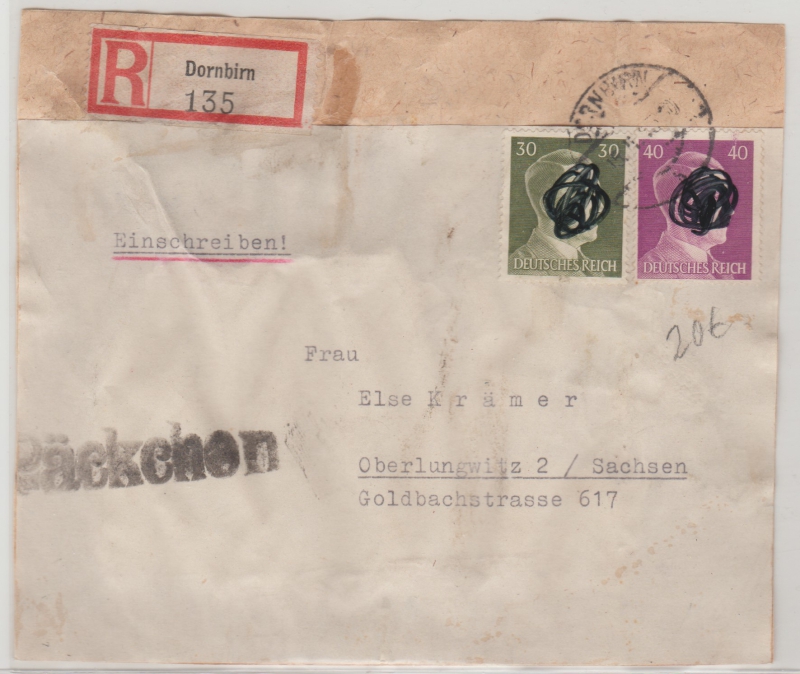 R
Dornbirn
135
DORNBIRN
30 30
DEUTSCHES REICH
40 40
DEUTSCHES REICH
Einschreiben!
20€
Frau
Else Krämer
Päckchen
Oberlungwitz 2 / Sachsen
Goldbachstrasse 617